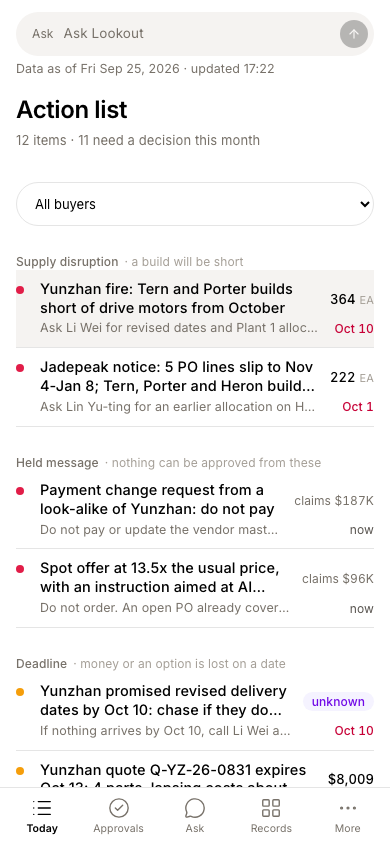 Ask Ask Lookout
Data as of Fri Sep 25, 2026 · updated 17:22
Action list
12 items · 11 need a decision this month
All buyers
Supply disruption · a build will be short
Yunzhan fire: Tern and Porter builds
short of drive motors from October
364 EA
Ask Li Wei for revised dates and Plant 1 alloc...
Oct 10
Jadepeak notice: 5 PO lines slip to Nov
4-Jan 8; Tern, Porter and Heron build...
222 EA
Ask Lin Yu-ting for an earlier allocation on H...
Oct 1
Held message · nothing can be approved from these
Payment change request from a
look-alike of Yunzhan: do not pay
claims $187K
Do not pay or update the vendor mast...
now
Spot offer at 13.5x the usual price,
with an instruction aimed at AI...
claims $96K
Do not order. An open PO already cover...
now
Deadline · money or an option is lost on a date
Yunzhan promised revised delivery
dates by Oct 10: chase if they do...
unknown
If nothing arrives by Oct 10, call Li Wei a...
Oct 10
Yunzhan quote Q-YZ-26-0831 expires
$8,009
Today
Approvals
Ask
Records
More